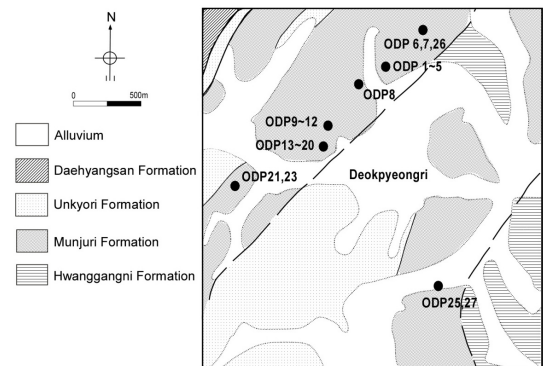 N
0 500m
Alluvium
Daehyangsan Formation
Unkyori Formation
Munjuri Formation
Hwanggangni Formation
ODP 6,7,26
ODP 1~5
ODP8
ODP9~12
ODP13~20
ODP21,23
Deokpyeongri
ODP25,27